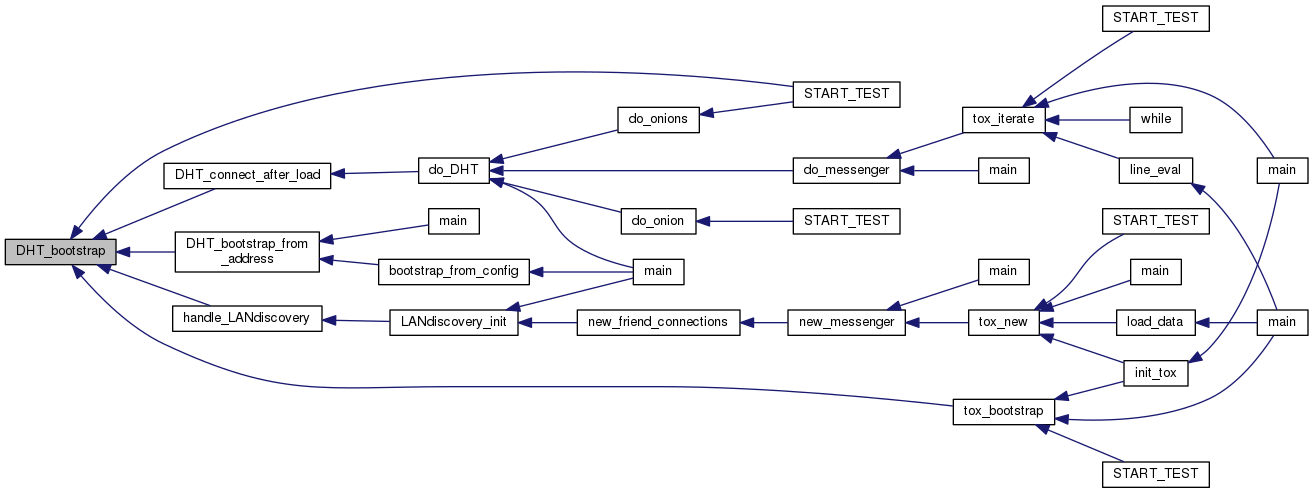 START_TEST
START_TEST
do_onions
tox_iterate
while
DHT_connect_after_load
do_DHT
do_messenger
main
line_eval
main
main
do_onion
START_TEST
START_TEST
DHT_bootstrap
DHT_bootstrap_from
_address
bootstrap_from_config
main
main
main
handle_LANdiscovery
LANdiscovery_init
new_friend_connections
new_messenger
tox_new
load_data
main
init_tox
tox_bootstrap
START_TEST